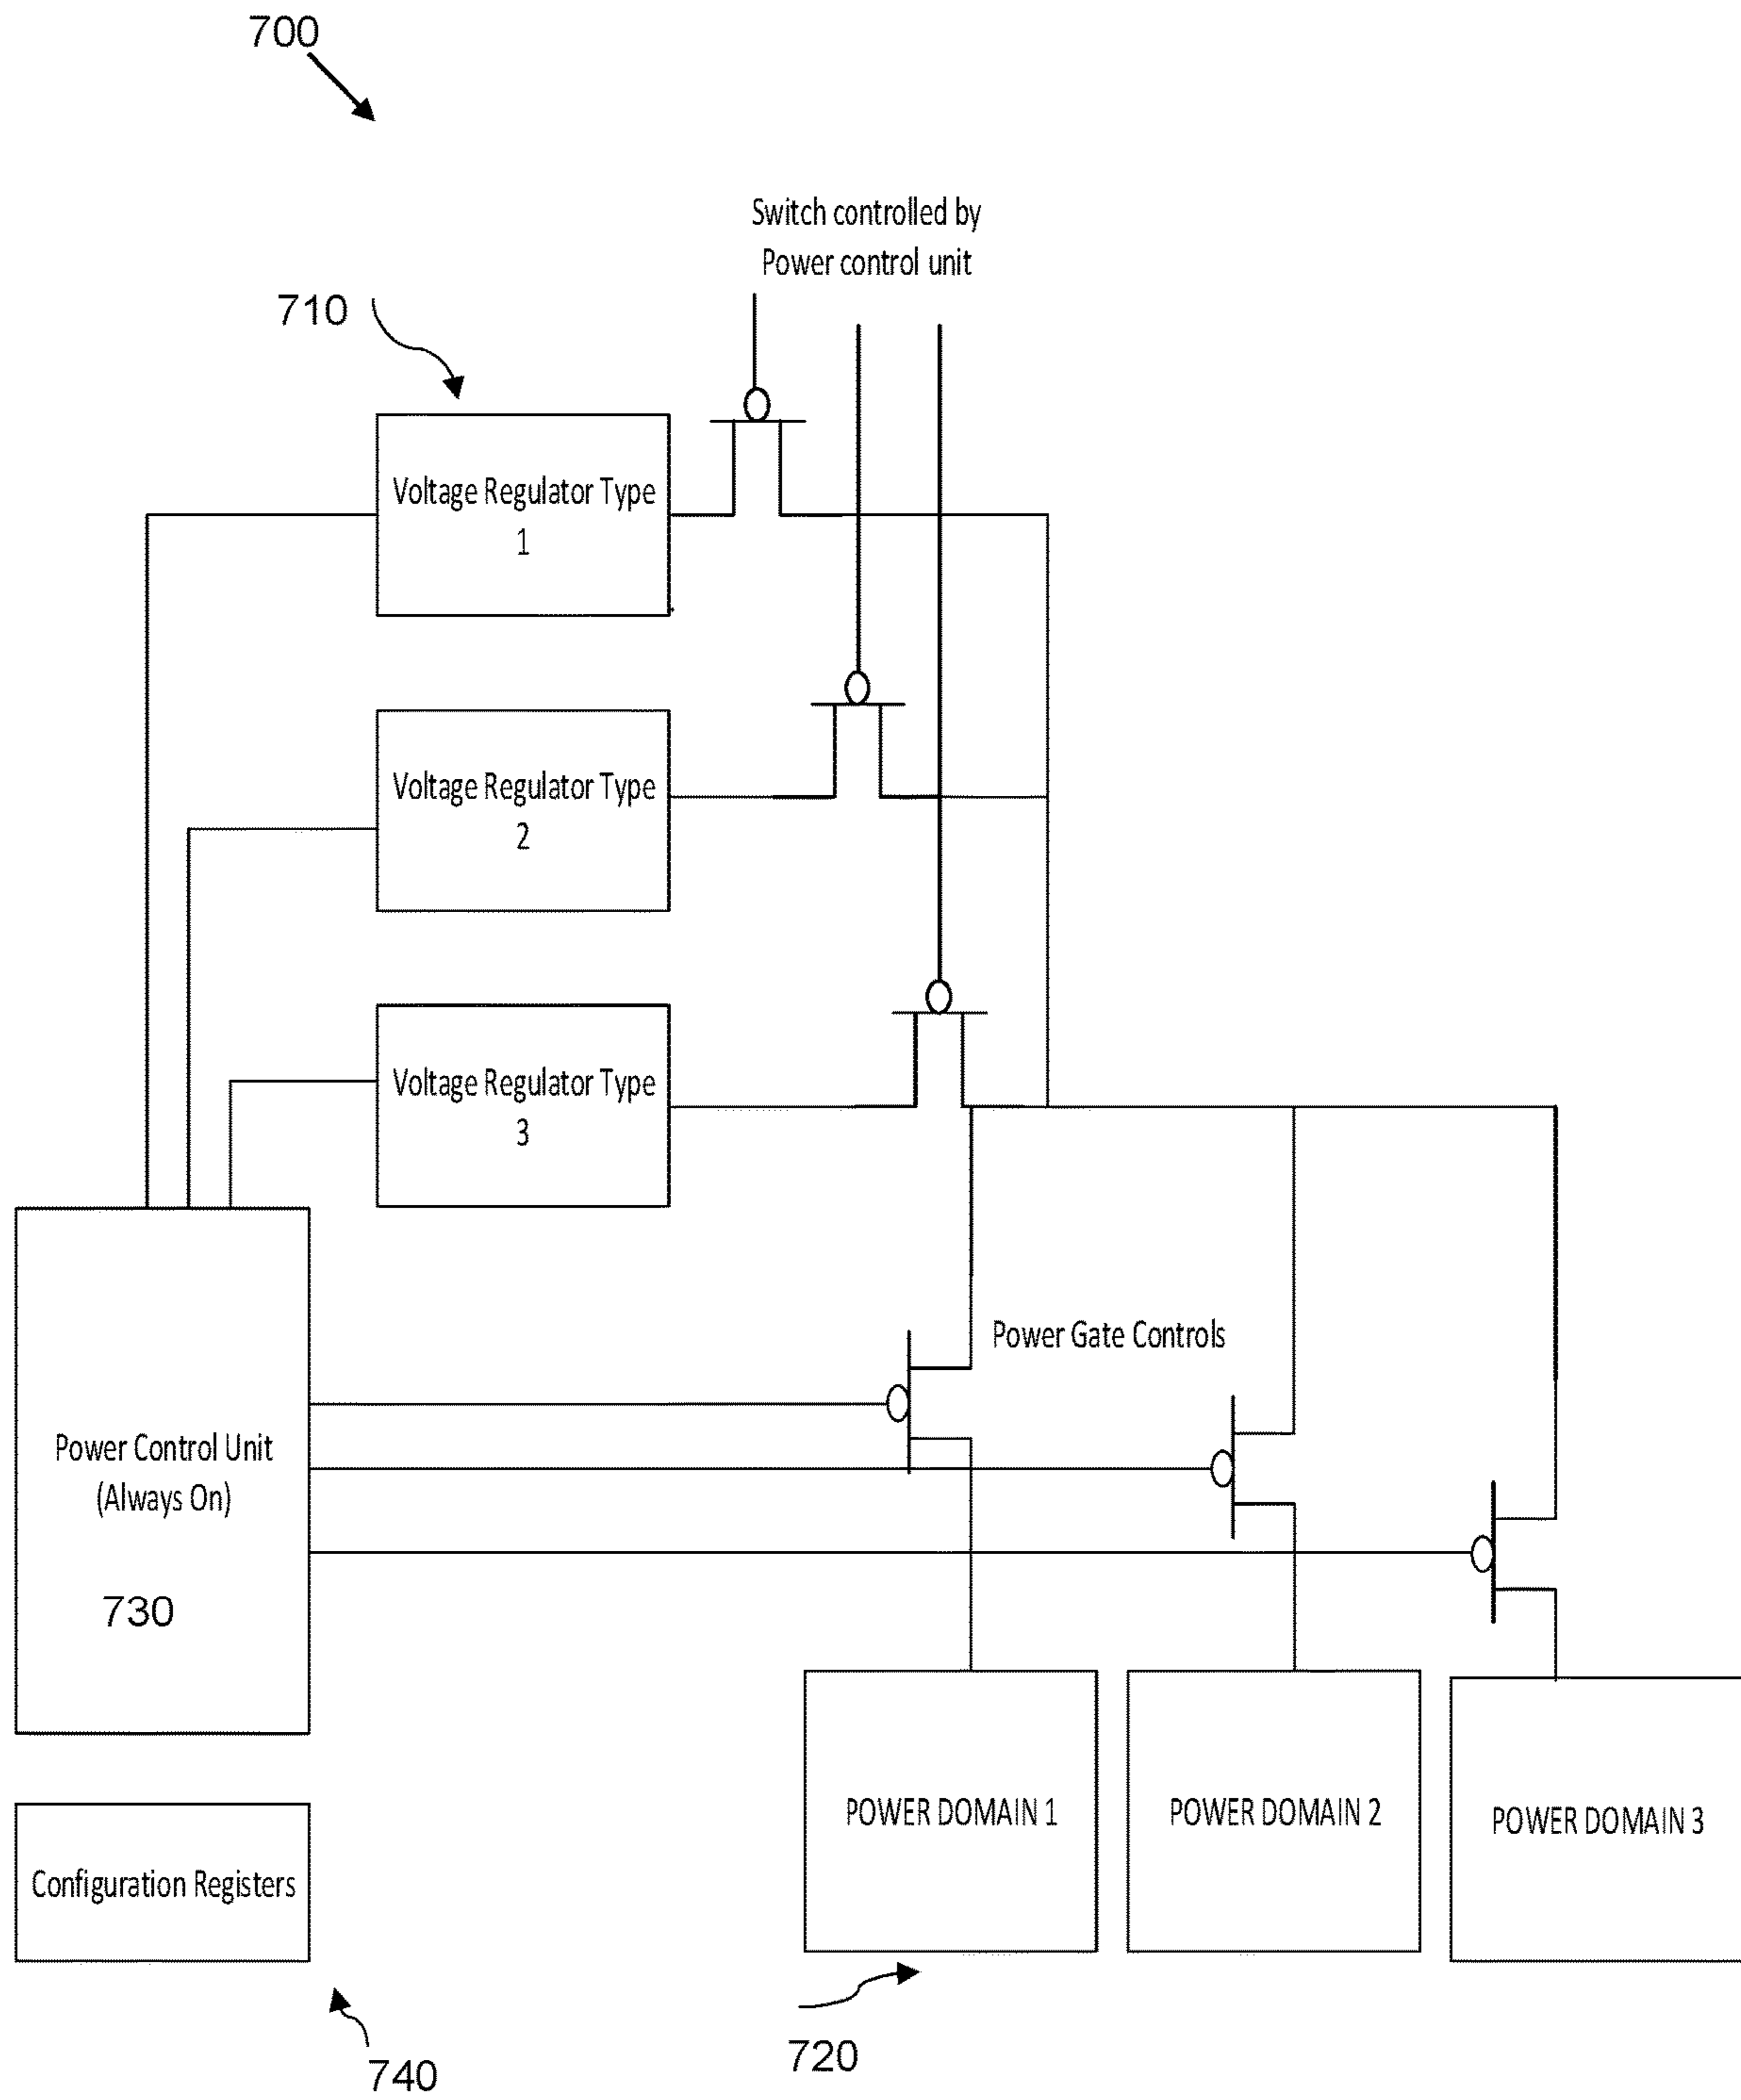 700
Switch controlled by
Power control unit
710
Voltage Regulator Type
1
Voltage Regulator Type
2
Voltage Regulator Type
3
Power Gate Controls
Power Control Unit
(Always On)
730
POWER DOMAIN 1
POWER DOMAIN 2
POWER DOMAIN 3
Configuration Registers
720
740